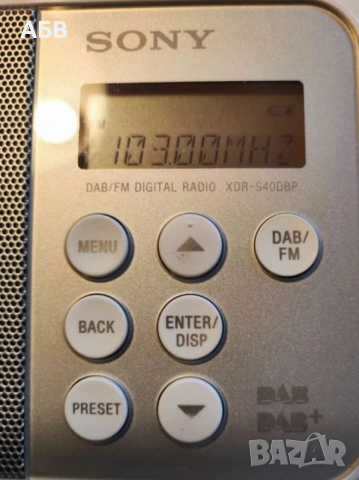 АБВ
SONY
103.00MHz
DAB/FM DIGITAL RADIO XDR-S40DBP
MENU
DAB/
FM
BACK
ENTER/
DISP
PRESET
DAB
DAB+
BAZAR